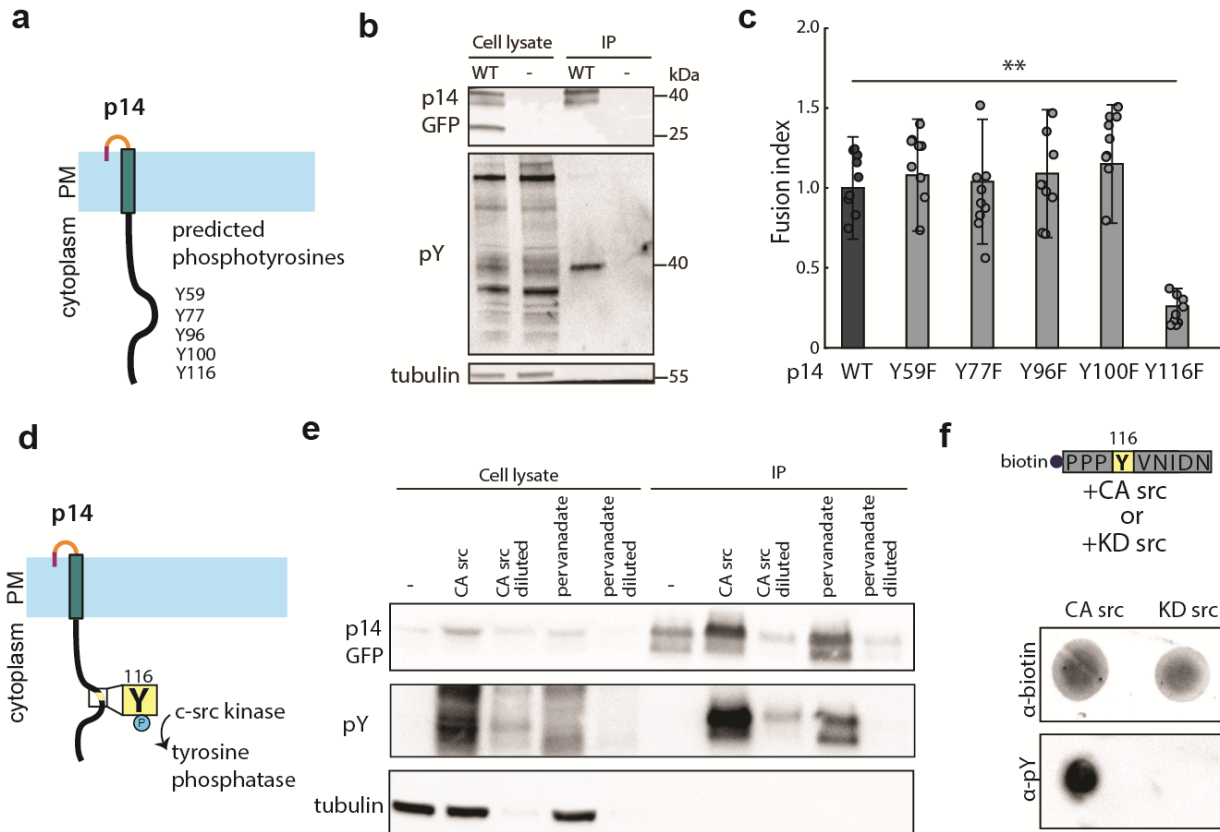 a
p14
PM
cytoplasm
predicted
phosphotyrosines
Y59
Y77
Y96
Y100
Y116
b
Cell lysate IP
WT - WT - kDa
p14
GFP
40
25
pY
40
tubulin
55
c
Fusion index
2.0
1.5
1.0
0.5
0
**
p14 WT Y59F Y77F Y96F Y100F Y116F
d
p14
PM
cytoplasm
116
Y
P
c-src kinase
tyrosine
phosphatase
e
Cell lysate IP
-
CA src
CA src
diluted
pervanadate
pervanadate
diluted
-
CA src
CA src
diluted
pervanadate
pervanadate
diluted
p14
GFP
pY
tubulin
f
116
biotin PPPYVNIDN
+CA src
or
+KD src
CA src KD src
α-biotin
α-pY